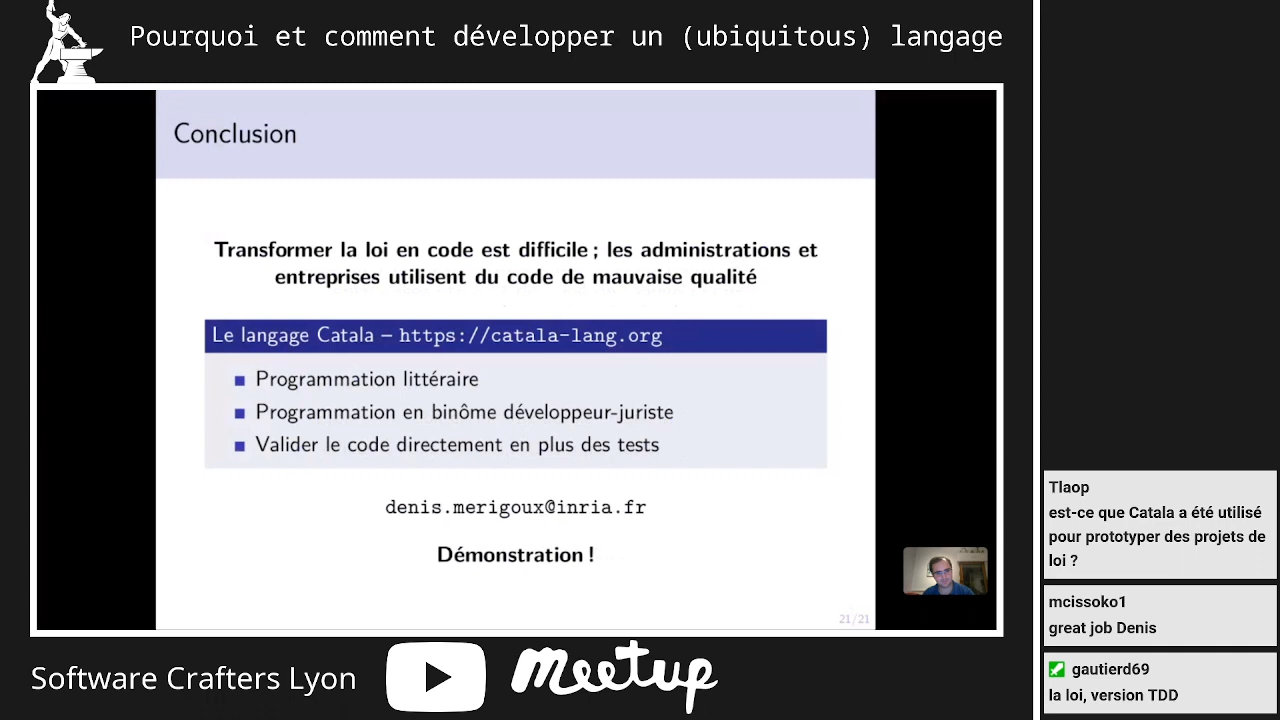 Pourquoi et comment développer un (ubiquitous) langage
Conclusion
Transformer la loi en code est difficile ; les administrations et
entreprises utilisent du code de mauvaise qualité
Le langage Catala – https://catala-lang.org
Programmation littéraire
Programmation en binôme développeur-juriste
Valider le code directement en plus des tests
denis.merigoux@inria.fr
Démonstration !
21/21
Software Crafters Lyon
meetup
Tlaop
est-ce que Catala a été utilisé
pour prototyper des projets de
loi ?
mcissoko1
great job Denis
gautierd69
la loi, version TDD